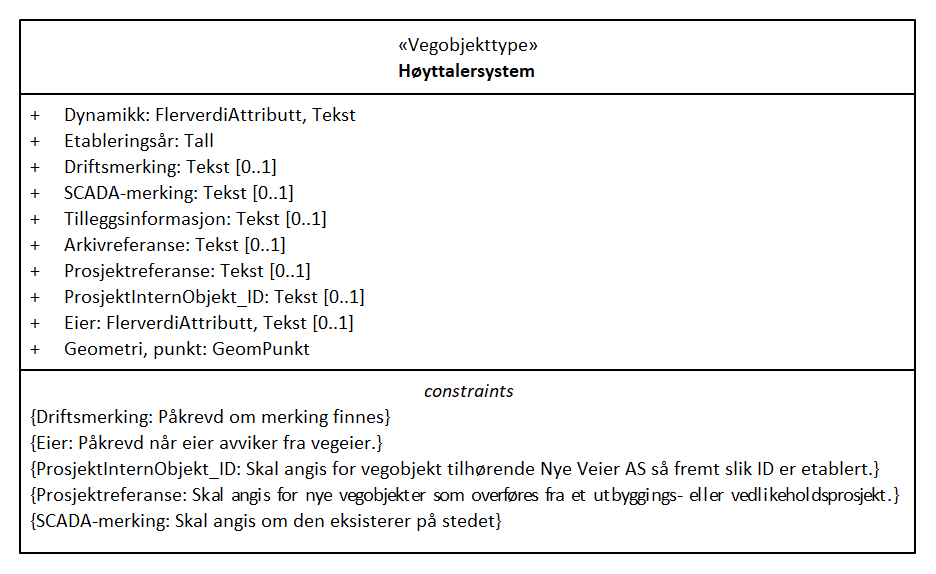 «Vegobjekttype»
Høyttalersystem
+ Dynamikk: FlerverdiAttributt, Tekst
+ Etableringsår: Tall
+ Driftsmerking: Tekst [0..1]
+ SCADA-merking: Tekst [0..1]
+ Tilleggsinformasjon: Tekst [0..1]
+ Arkivreferanse: Tekst [0..1]
+ Prosjektreferanse: Tekst [0..1]
+ ProsjektInternObjekt_ID: Tekst [0..1]
+ Eier: FlerverdiAttributt, Tekst [0..1]
+ Geometri, punkt: GeomPunkt
constraints
{Driftsmerking: Påkrevd om merking finnes}
{Eier: Påkrevd når eier avviker fra vegeier.}
{ProsjektInternObjekt_ID: Skal angis for vegobjekt tilhørende Nye Veier AS så fremt slik ID er etablert.}
{Prosjektreferanse: Skal angis for nye vegobjekter som overføres fra et utbyggings- eller vedlikeholdsprosjekt.}
{SCADA-merking: Skal angis om den eksisterer på stedet}